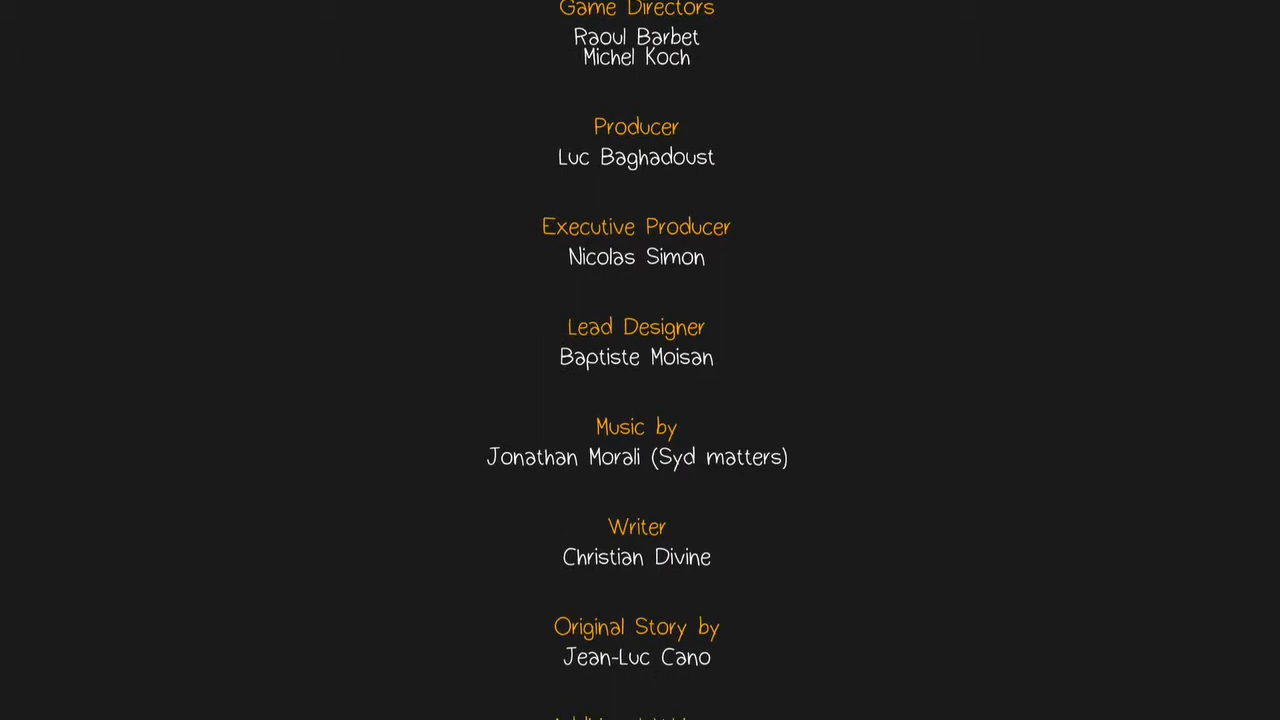 Game Directors
Raoul Barbet
Michel Koch
Producer
Luc Baghadoust
Executive Producer
Nicolas Simon
Lead Designer
Baptiste Moisan
Music by
Jonathan Morali (Syd matters)
Writer
Christian Divine
Original Story by
Jean-Luc Cano